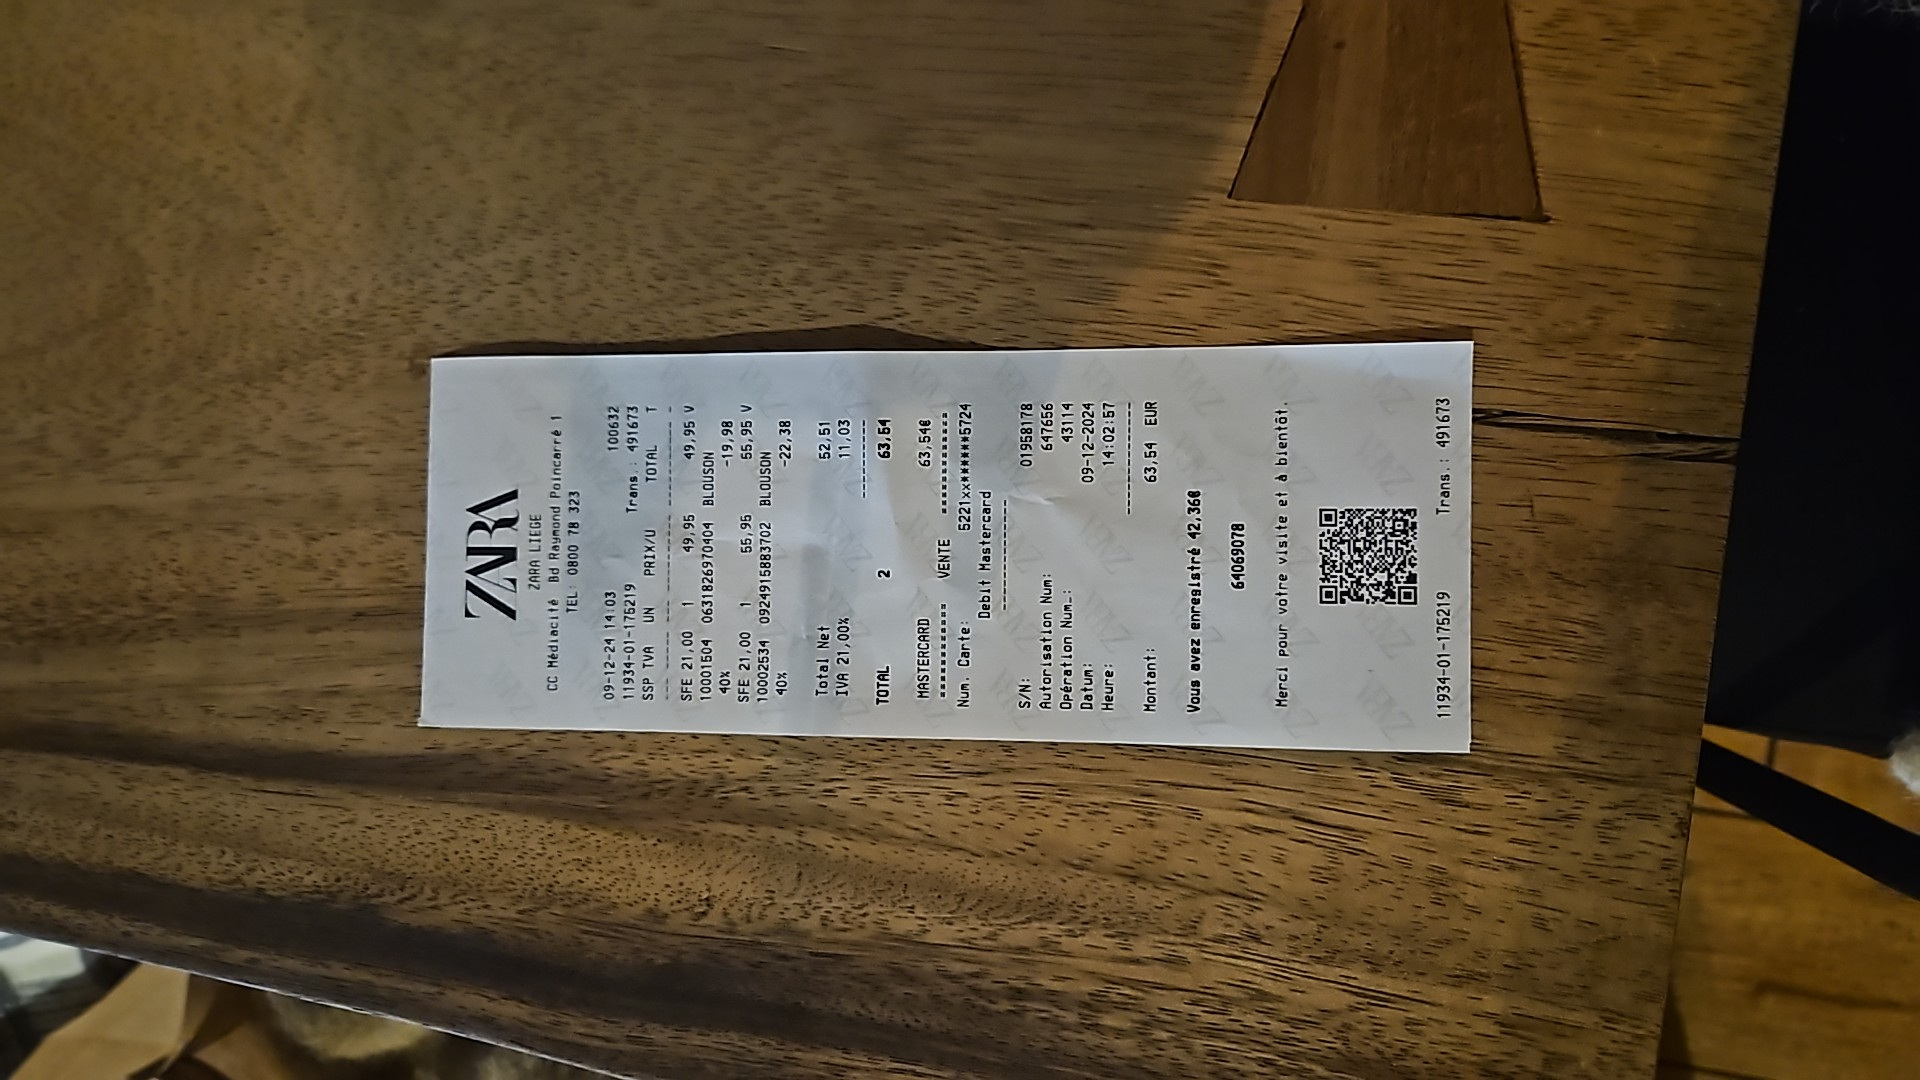 ZARA
ZARA LIEGE
CC Médiacité Bd Raymond Poincarré 1
TEL: 0800 78 323
09-12-24 14:03 100632
11934-01-175219 Trans.: 491673
SSP TVA UN PRIX/U TOTAL T
SFE 21,00 1 49,95 49,95 V
10001504 06318269704​04 BLOUSON
40% -19,98
SFE 21,00 1 55,95 55,95 V
10002534 0924915883702 BLOUSON
40% -22,38
Total Net 52,51
IVA 21,00% 11,03
TOTAL 2 63,54
MASTERCARD 63,54€
=========== VENTE ===========
Num. Carte: 5221xx*******5724
Debit Mastercard
S/N: 01958178
Autorisation Num: 647656
Opération Num.: 43114
Datum: 09-12-2024
Heure: 14:02:57
Montant: 63,54 EUR
Vous avez enregistré 42,36€
64069078
Merci pour votre visite et à bientôt.
11934-01-175219 Trans.: 491673